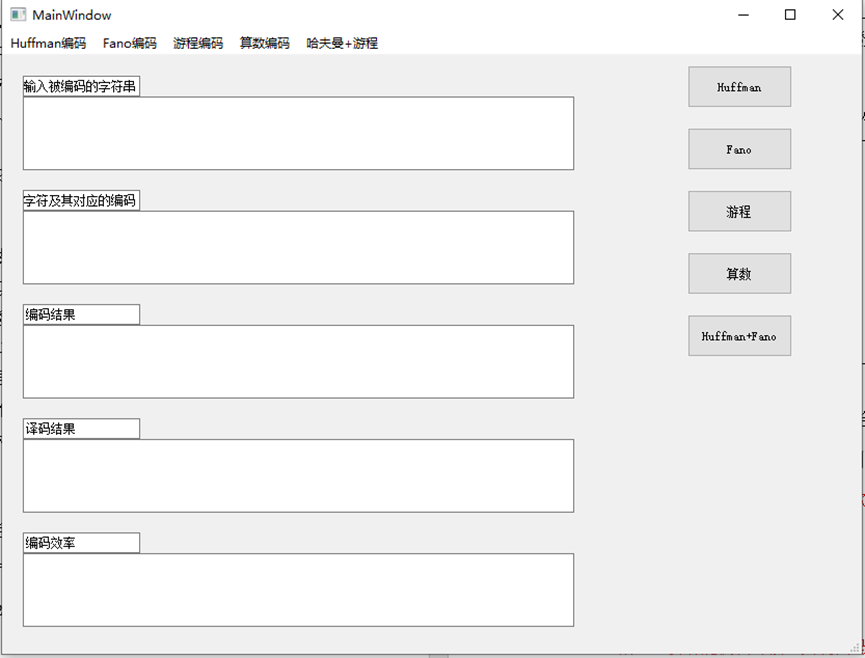 MainWindow
Huffman编码 Fano编码 游程编码 算数编码 哈夫曼+游程
输入被编码的字符串
Huffman
Fano
字符及其对应的编码
游程
算数
编码结果
Huffman+Fano
译码结果
编码效率